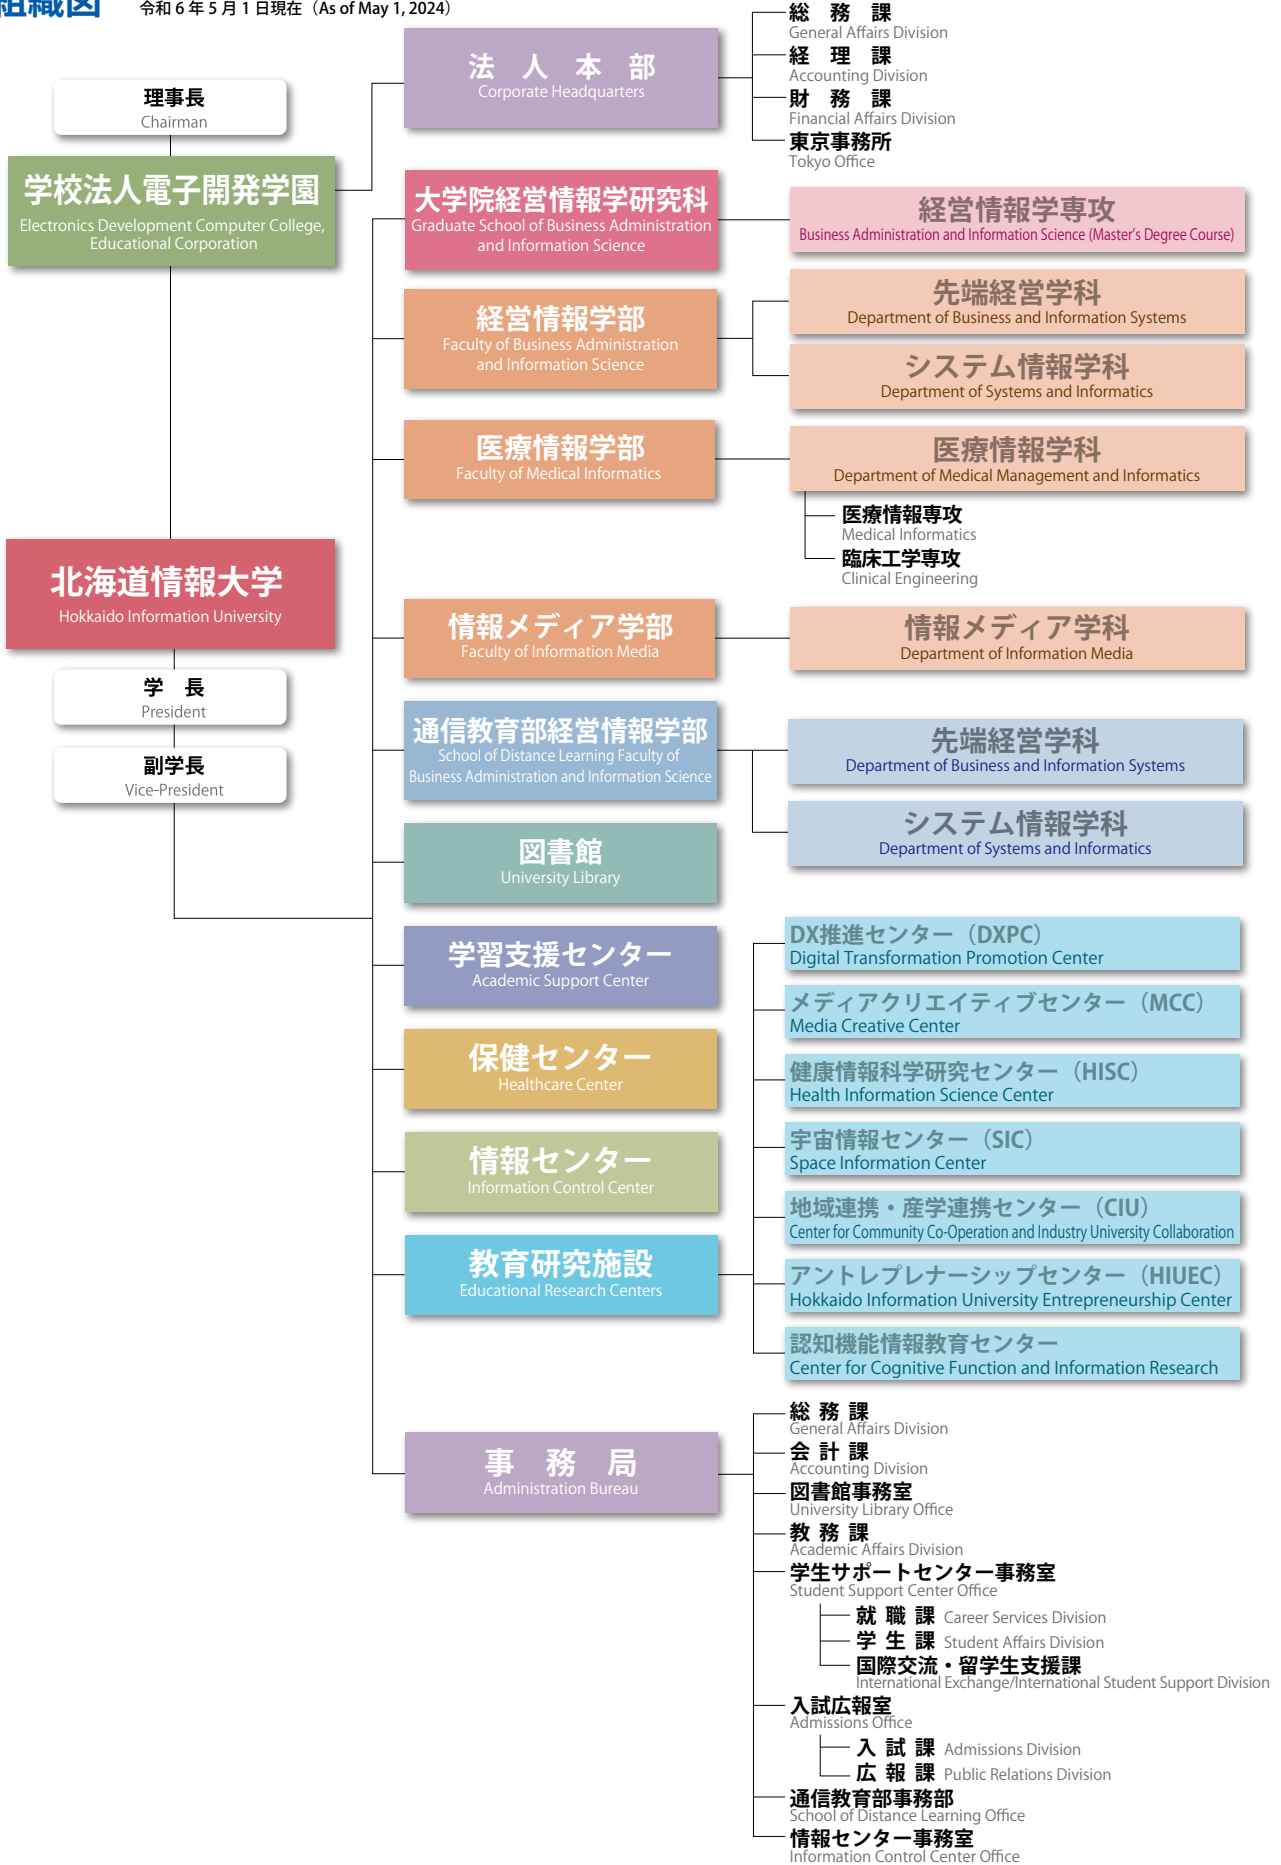 組織図
令和 6 年 5 月 1 日現在（As of May 1, 2024）
理事長
Chairman
学校法人電子開発学園
Electronics Development Computer College,
Educational Corporation
北海道情報大学
Hokkaido Information University
学　長
President
副学長
Vice-President
法　人　本　部
Corporate Headquarters
総　務　課
General Affairs Division
経　理　課
Accounting Division
財　務　課
Financial Affairs Division
東京事務所
Tokyo Office
大学院経営情報学研究科
Graduate School of Business Administration
and Information Science
経営情報学専攻
Business Administration and Information Science (Master's Degree Course)
経営情報学部
Faculty of Business Administration
and Information Science
先端経営学科
Department of Business and Information Systems
システム情報学科
Department of Systems and Informatics
医療情報学部
Faculty of Medical Informatics
医療情報学科
Department of Medical Management and Informatics
医療情報専攻
Medical Informatics
臨床工学専攻
Clinical Engineering
情報メディア学部
Faculty of Information Media
情報メディア学科
Department of Information Media
通信教育部経営情報学部
School of Distance Learning Faculty of
Business Administration and Information Science
先端経営学科
Department of Business and Information Systems
システム情報学科
Department of Systems and Informatics
図書館
University Library
学習支援センター
Academic Support Center
保健センター
Healthcare Center
情報センター
Information Control Center
教育研究施設
Educational Research Centers
DX推進センター（DXPC）
Digital Transformation Promotion Center
メディアクリエイティブセンター（MCC）
Media Creative Center
健康情報科学研究センター（HISC）
Health Information Science Center
宇宙情報センター（SIC）
Space Information Center
地域連携・産学連携センター（CIU）
Center for Community Co-Operation and Industry University Collaboration
アントレプレナーシップセンター（HIUEC）
Hokkaido Information University Entrepreneurship Center
認知機能情報教育センター
Center for Cognitive Function and Information Research
事　務　局
Administration Bureau
総 務 課
General Affairs Division
会 計 課
Accounting Division
図書館事務室
University Library Office
教 務 課
Academic Affairs Division
学生サポートセンター事務室
Student Support Center Office
就 職 課 Career Services Division
学 生 課 Student Affairs Division
国際交流・留学生支援課
International Exchange/International Student Support Division
入試広報室
Admissions Office
入 試 課 Admissions Division
広 報 課 Public Relations Division
通信教育部事務部
School of Distance Learning Office
情報センター事務室
Information Control Center Office